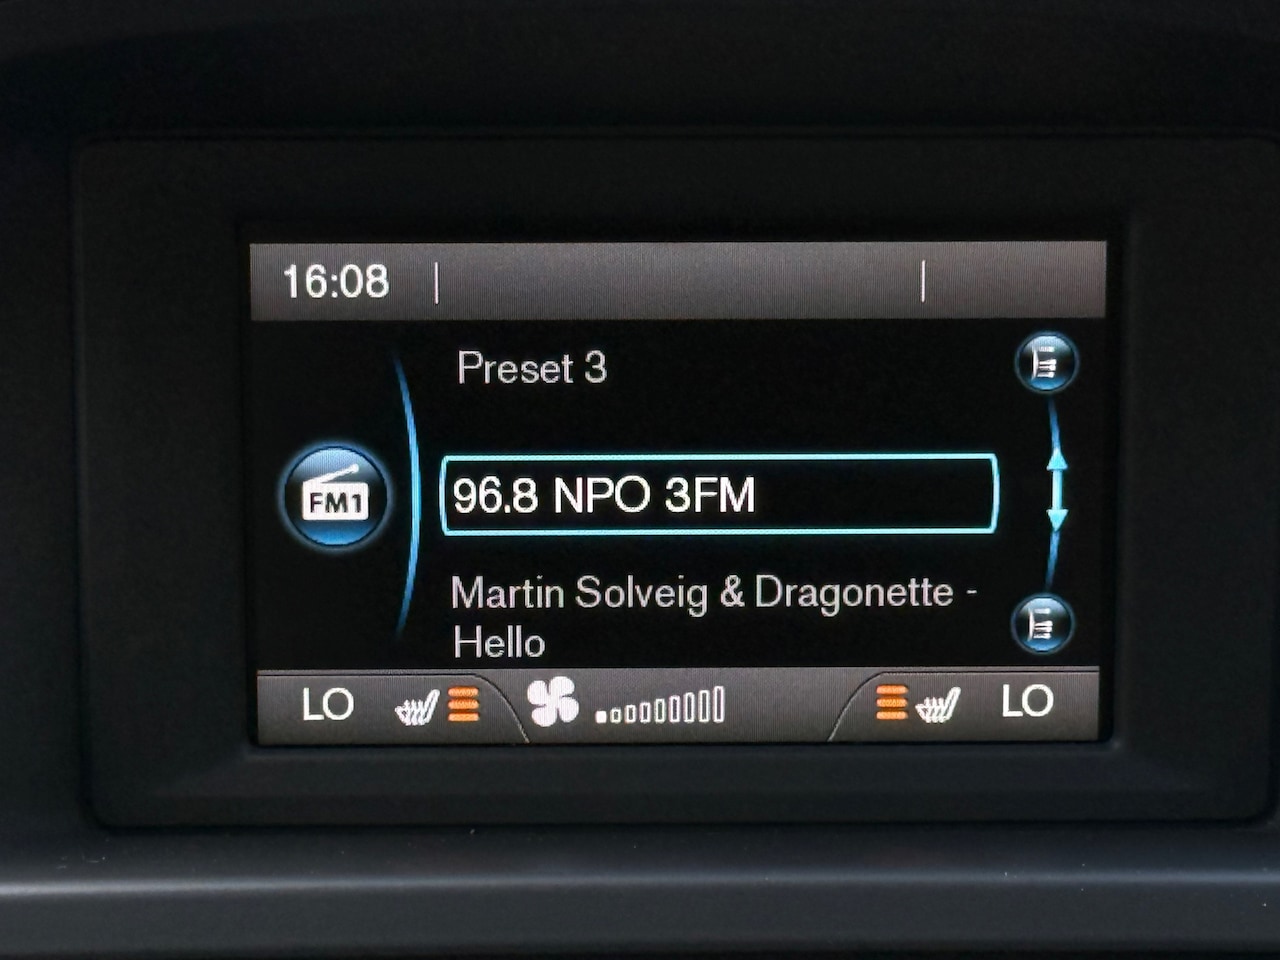 16:08
Preset 3
FM1
96.8 NPO 3FM
Martin Solveig & Dragonette -
Hello
LO
LO